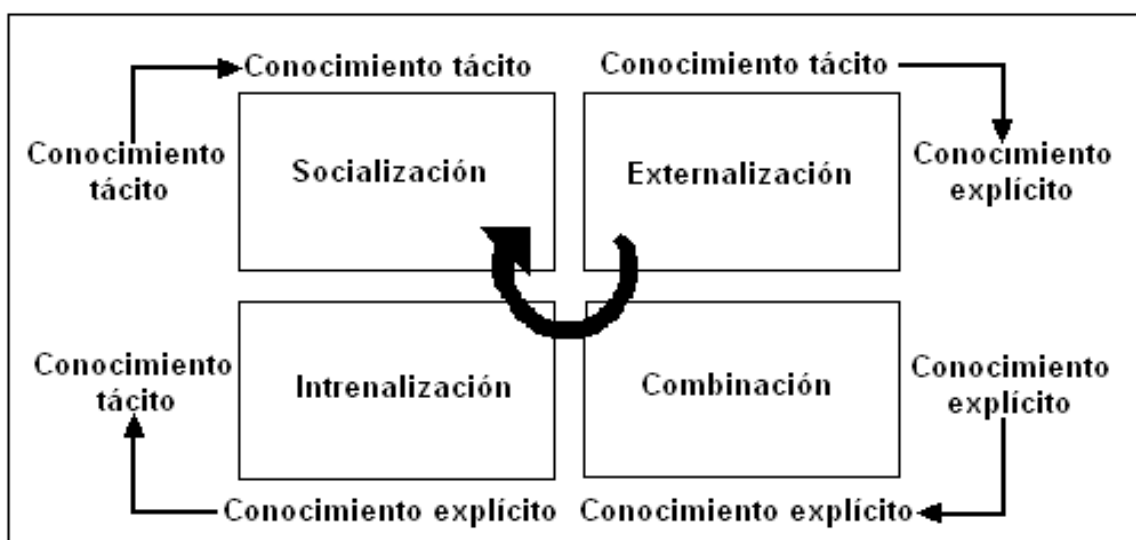 Conocimiento tácito
Conocimiento tácito
Conocimiento
tácito
Socialización
Externalización
Conocimiento
explícito
Conocimiento
tácito
Intrenalización
Combinación
Conocimiento
explícito
Conocimiento explícito
Conocimiento explícito